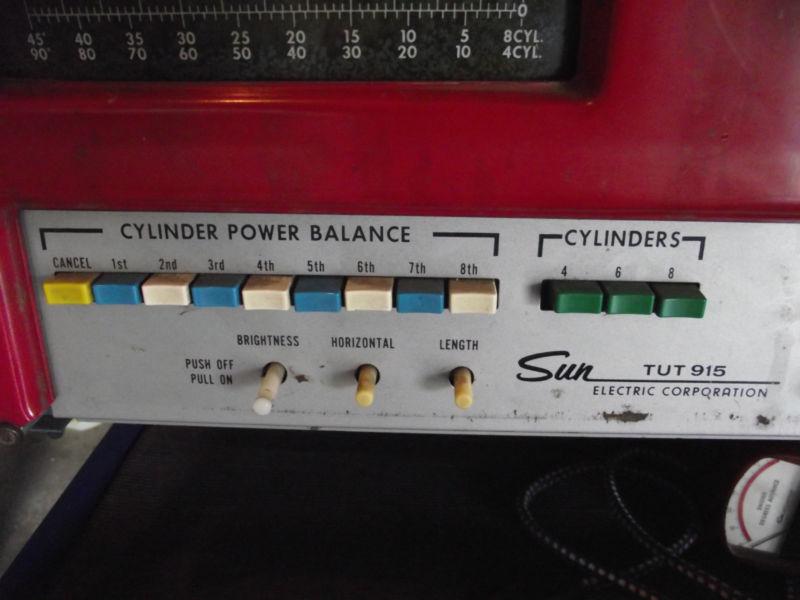 0
45° 40 35 30 25 20 15 10 5 8CYL.
90° 80 70 60 50 40 30 20 10 4CYL.
CYLINDER POWER BALANCE
CANCEL 1st 2nd 3rd 4th 5th 6th 7th 8th
CYLINDERS
4 6 8
BRIGHTNESS HORIZONTAL LENGTH
PUSH OFF
PULL ON
Sun TUT 915
ELECTRIC CORPORATION